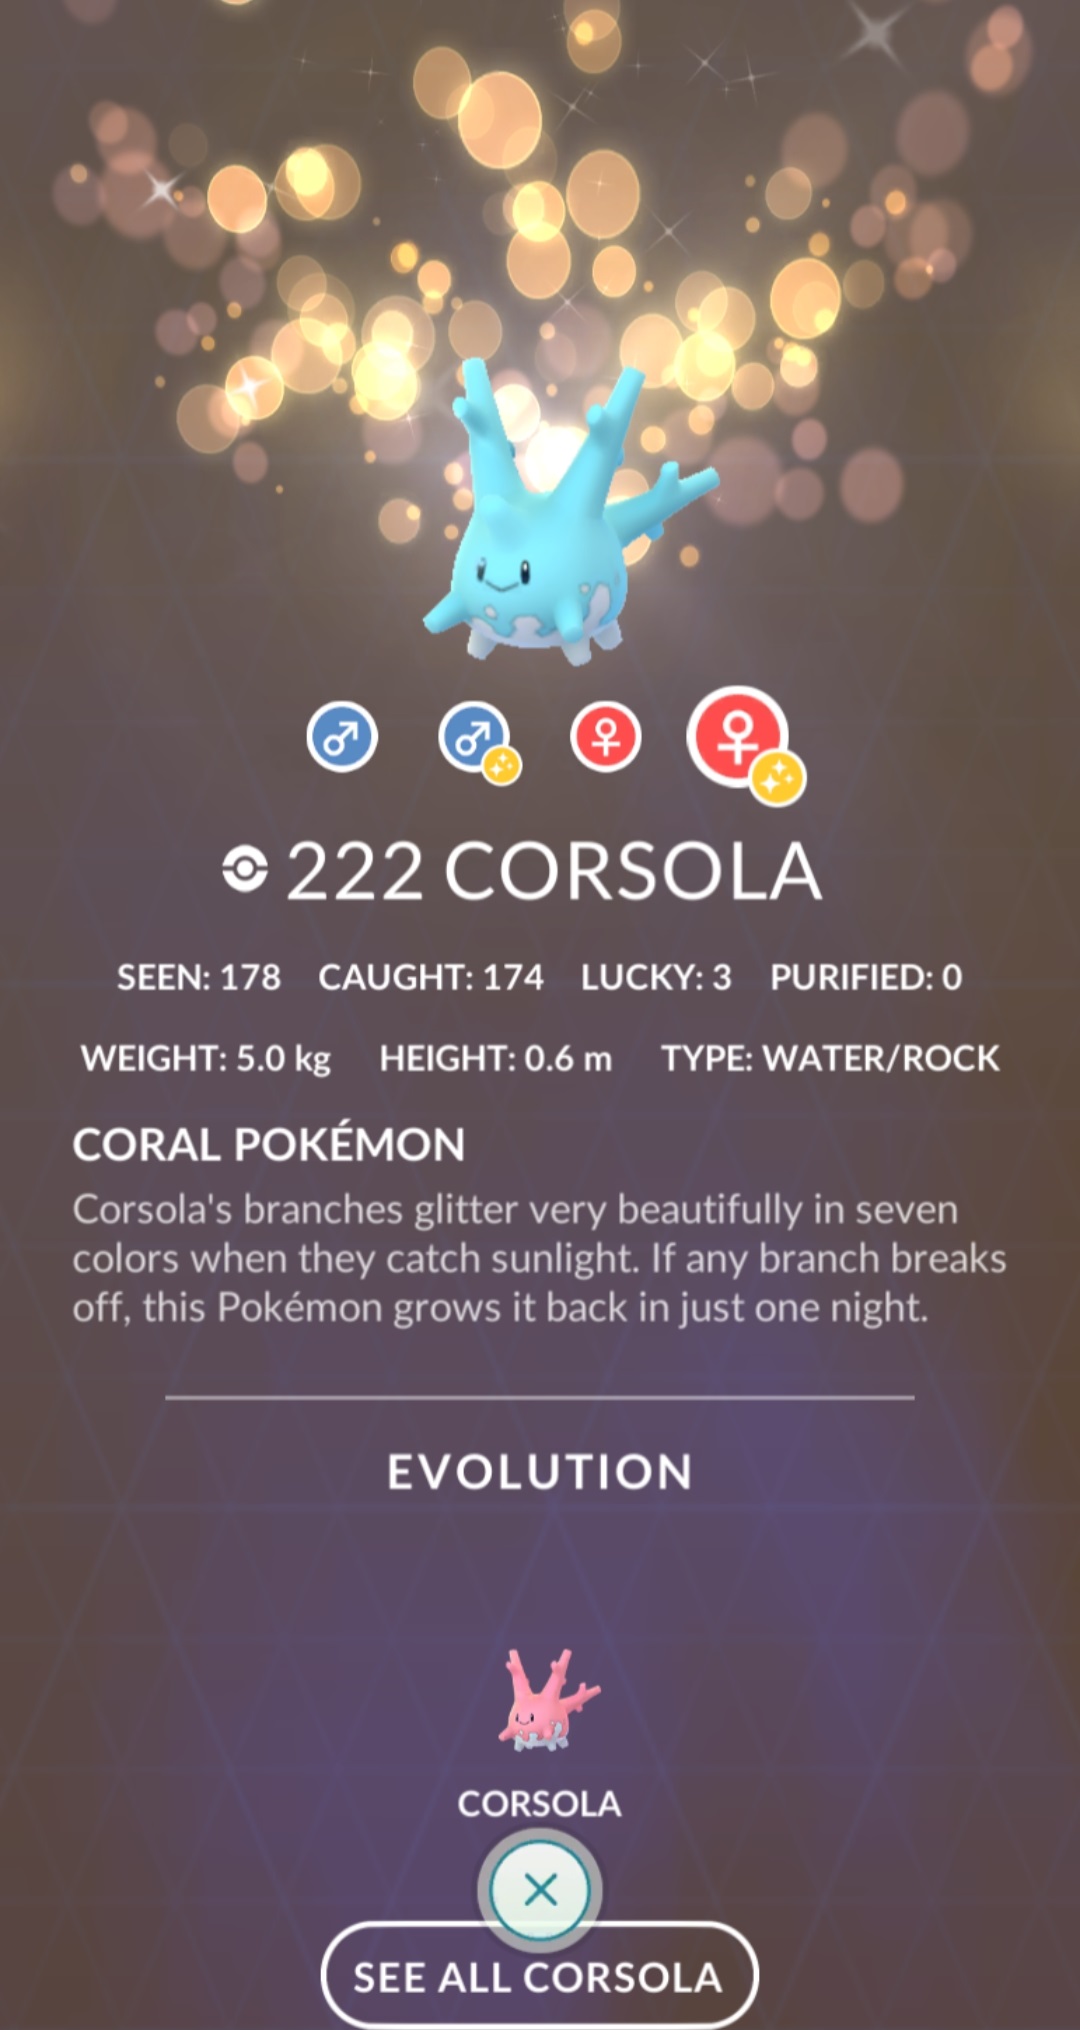 222 CORSOLA
SEEN: 178 CAUGHT: 174 LUCKY: 3 PURIFIED: 0
WEIGHT: 5.0 kg HEIGHT: 0.6 m TYPE: WATER/ROCK
CORAL POKÉMON
Corsola's branches glitter very beautifully in seven
colors when they catch sunlight. If any branch breaks
off, this Pokémon grows it back in just one night.
EVOLUTION
CORSOLA
SEE ALL CORSOLA